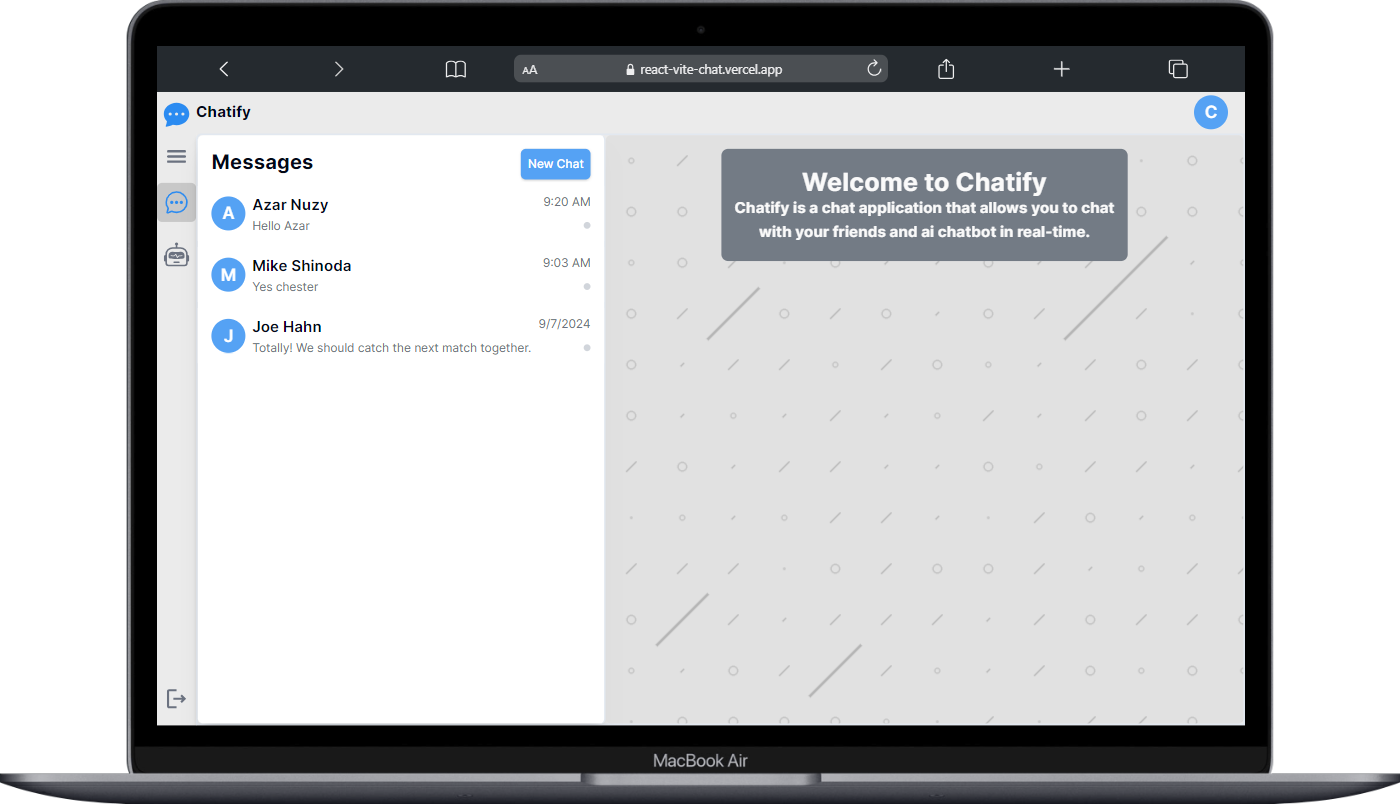 AA
react-vite-chat.vercel.app
Chatify
C
Messages
New Chat
A
Azar Nuzy
9:20 AM
Hello Azar
M
Mike Shinoda
9:03 AM
Yes chester
J
Joe Hahn
9/7/2024
Totally! We should catch the next match together.
Welcome to Chatify
Chatify is a chat application that allows you to chat
with your friends and ai chatbot in real-time.
MacBook Air